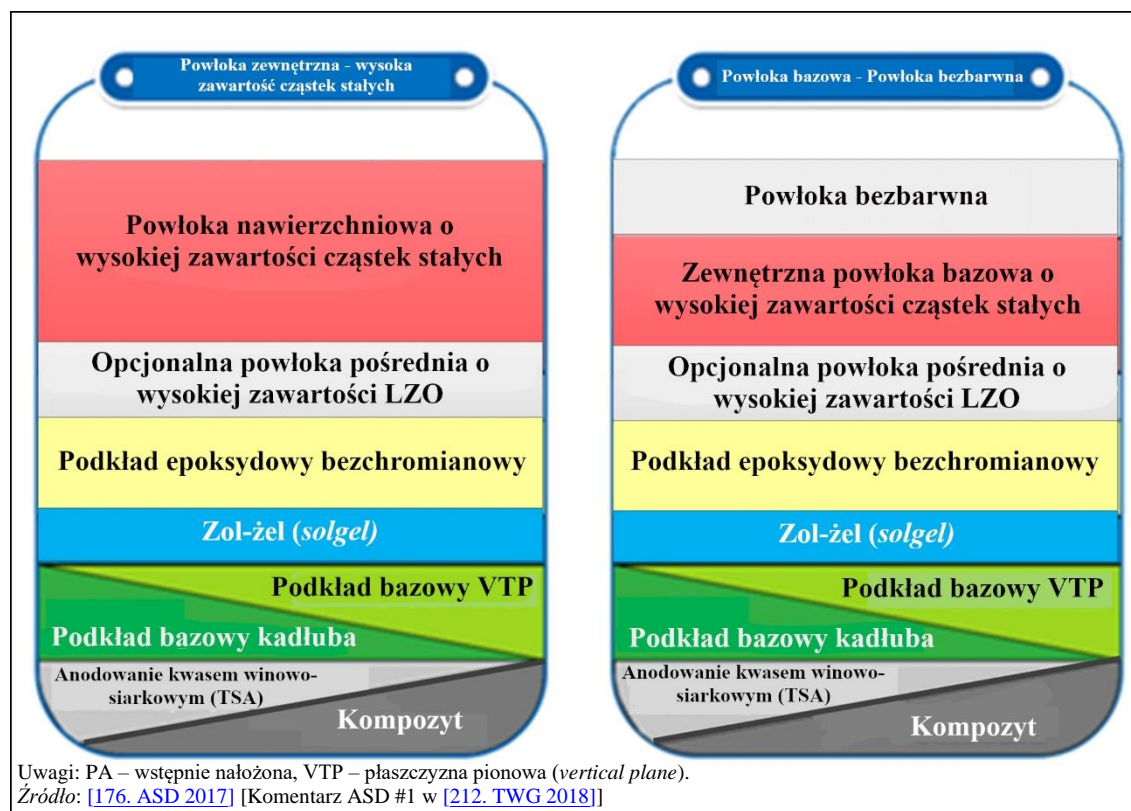 Powłoka zewnętrzna - wysoka
zawartość cząstek stałych
Powłoka nawierzchniowa o
wysokiej zawartości cząstek stałych
Opcjonalna powłoka pośrednia o
wysokiej zawartości LZO
Podkład epoksydowy bezchromianowy
Zol-żel (solgel)
Podkład bazowy VTP
Podkład bazowy kadłuba
Anodowanie kwasem winowo-
siarkowym (TSA)
Kompozyt
Powłoka bazowa - Powłoka bezbarwna
Powłoka bezbarwna
Zewnętrzna powłoka bazowa o
wysokiej zawartości cząstek stałych
Opcjonalna powłoka pośrednia o
wysokiej zawartości LZO
Podkład epoksydowy bezchromianowy
Zol-żel (solgel)
Podkład bazowy VTP
Podkład bazowy kadłuba
Anodowanie kwasem winowo-
siarkowym (TSA)
Kompozyt
Uwagi: PA – wstępnie nałożona, VTP – płaszczyzna pionowa (vertical plane).
Źródło: [176. ASD 2017] [Komentarz ASD #1 w [212. TWG 2018]]